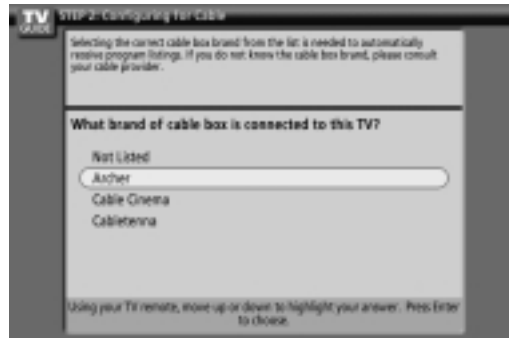 TV
GUIDE
STEP 2: Configuring for Cable
Selecting the correct cable box brand from the list is needed to automatically
receive program listings. If you do not know the cable box brand, please consult
your cable provider.
What brand of cable box is connected to this TV?
Not Listed
Archer
Cable Cinema
Cabletenna
Using your TV remote, move up or down to highlight your answer. Press Enter
to choose.